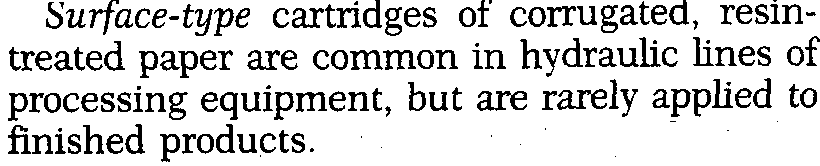 Surface-type cartridges of corrugated, resin-
treated paper are common in hydraulic lines of
processing equipment, but are rarely applied to
finished products.